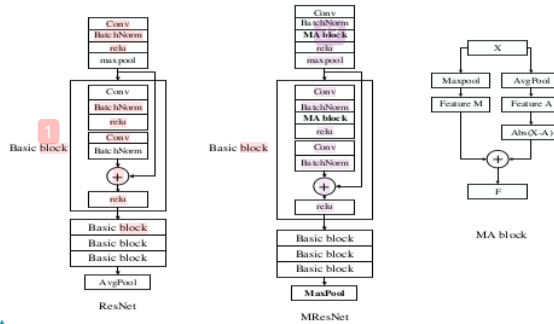 Conv
BatchNorm
relu
maxpool
Conv
BatchNorm
relu
Conv
BatchNorm
+
relu
1
Basic block
Basic block
Basic block
Basic block
AvgPool
ResNet
Conv
BatchNorm
MA block
relu
maxpool
Conv
BatchNorm
MA block
relu
Conv
BatchNorm
+
relu
Basic block
Basic block
Basic block
Basic block
MaxPool
MResNet
X
Maxpool AvgPool
Feature M Feature A
Abs(X-A)
+
F
MA block